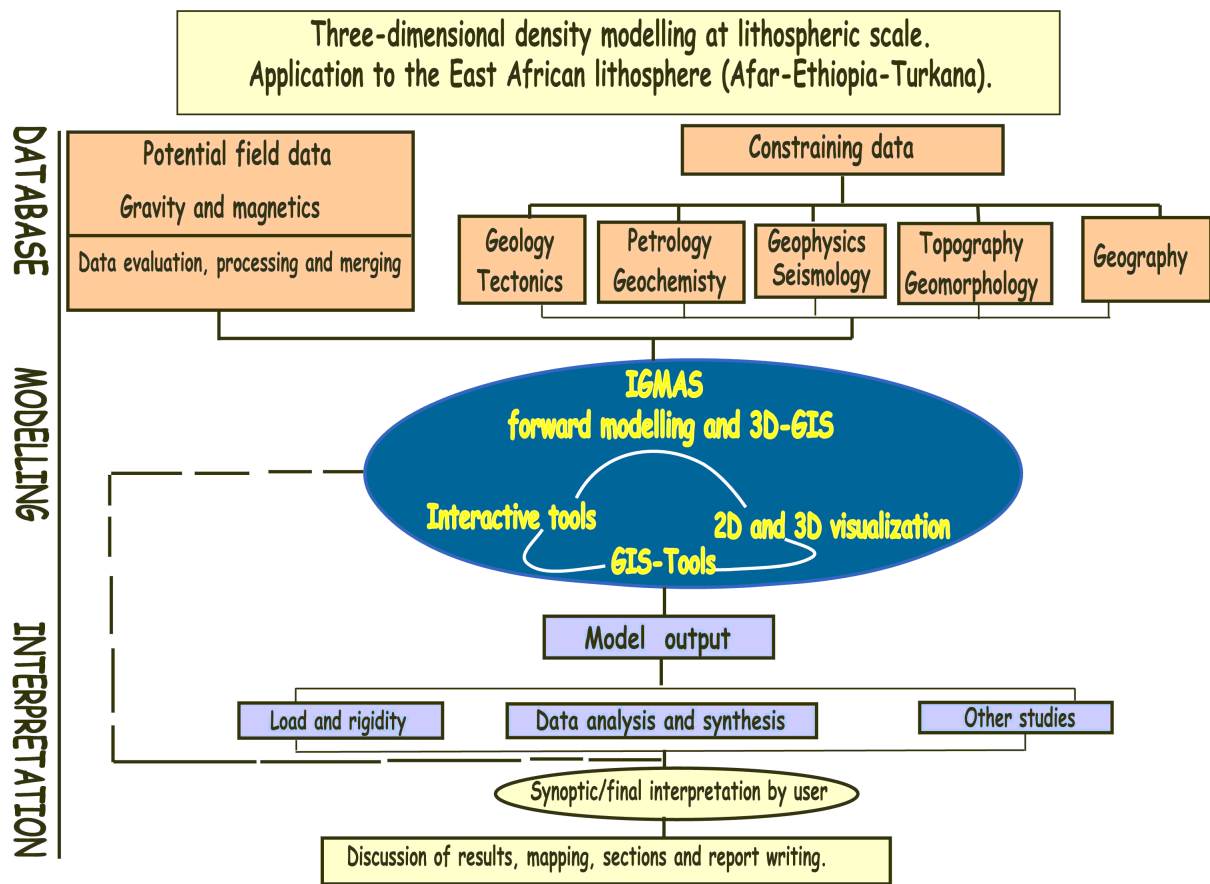 Three-dimensional density modelling at lithospheric scale.
Application to the East African lithosphere (Afar-Ethiopia-Turkana).
DATABASE
Potential field data
Gravity and magnetics
Data evaluation, processing and merging
Constraining data
Geology
Tectonics
Petrology
Geochemisty
Geophysics
Seismology
Topography
Geomorphology
Geography
MODELLING
IGMAS
forward modelling and 3D-GIS
Interactive tools
2D and 3D visualization
GIS-Tools
INTERPRETATION
Model output
Load and rigidity
Data analysis and synthesis
Other studies
Synoptic/final interpretation by user
Discussion of results, mapping, sections and report writing.